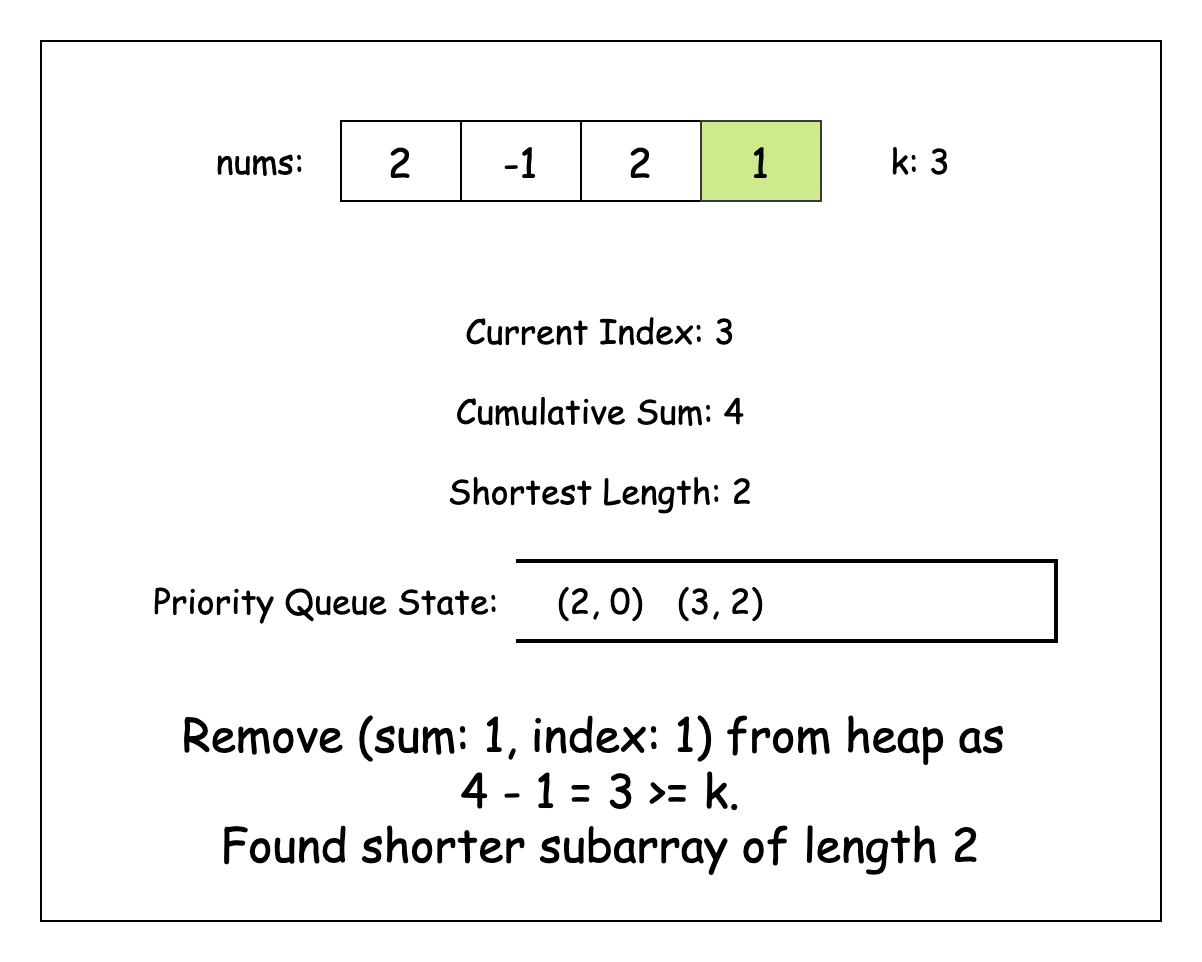 nums: 2 -1 2 1 k: 3
Current Index: 3
Cumulative Sum: 4
Shortest Length: 2
Priority Queue State: (2, 0) (3, 2)
Remove (sum: 1, index: 1) from heap as
4 - 1 = 3 >= k.
Found shorter subarray of length 2